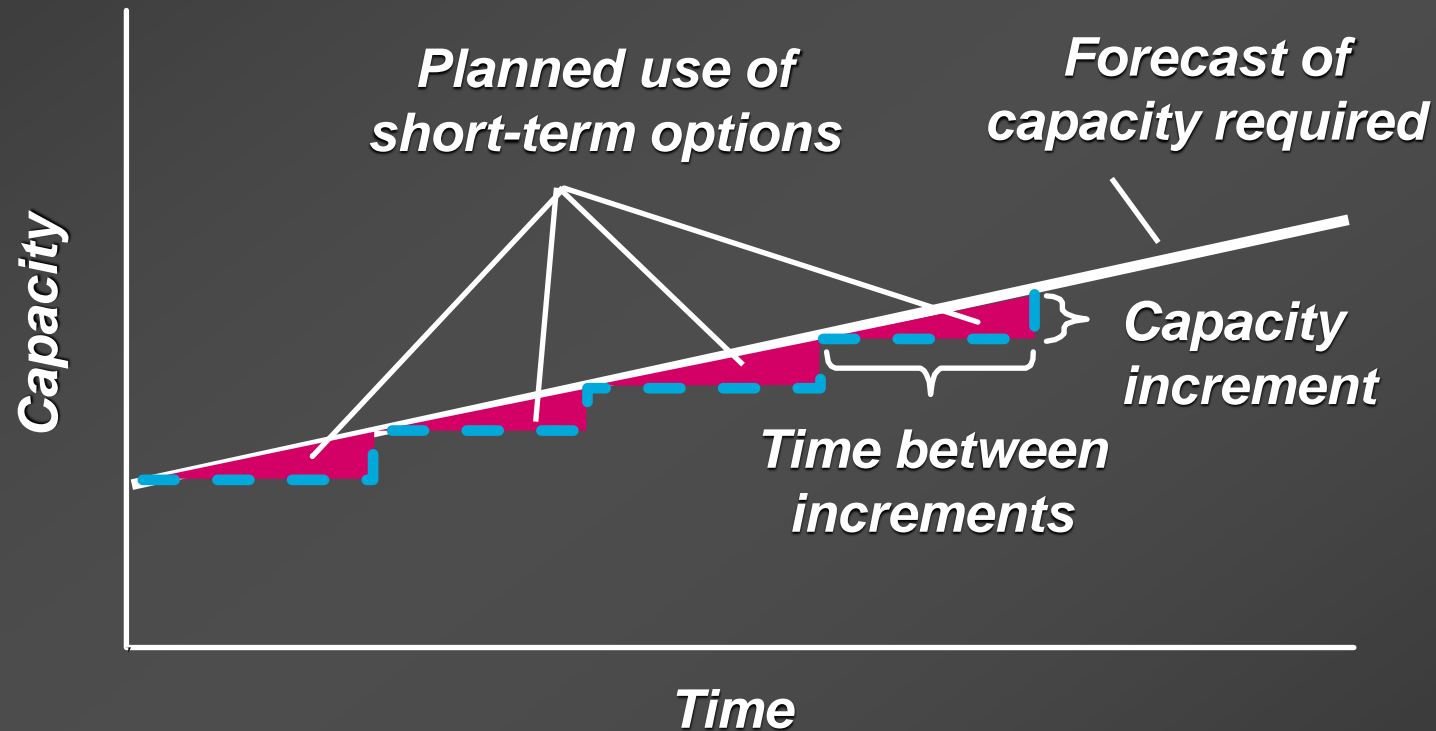 Planned use of
short-term options
Forecast of
capacity required
Capacity
Capacity
increment
Time between
increments
Time